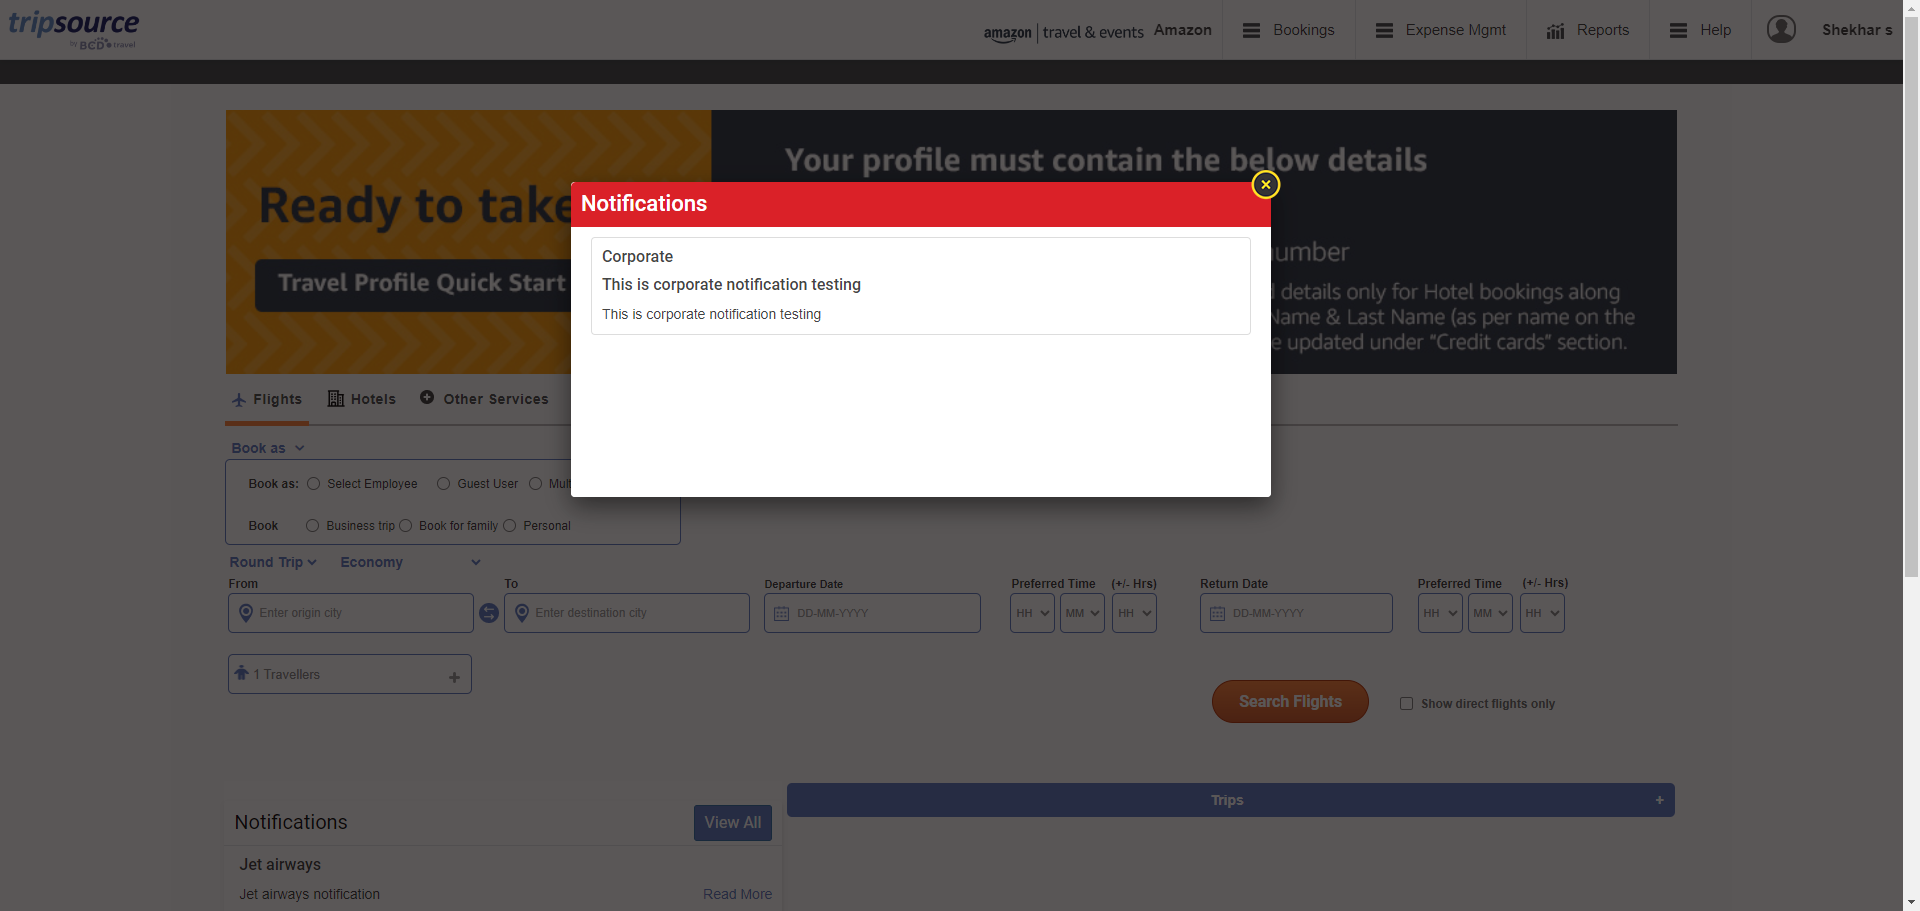 tripsource
by BCD travel
amazon | travel & events Amazon
Bookings
Expense Mgmt
Reports
Help
Shekhar s
Ready to take
Travel Profile Quick Start
Your profile must contain the below details
number
details only for Hotel bookings along
Name & Last Name (as per name on the
updated under “Credit cards” section.
Notifications
Corporate
This is corporate notification testing
This is corporate notification testing
Flights
Hotels
Other Services
Book as
Book as: Select Employee Guest User
Book Business trip Book for family Personal
Round Trip Economy
From To Departure Date Preferred Time (+/- Hrs) Return Date Preferred Time (+/- Hrs)
Enter origin city Enter destination city DD-MM-YYYY HH MM HH DD-MM-YYYY HH MM HH
1 Travellers +
Search Flights Show direct flights only
Trips +
Notifications View All
Jet airways
Jet airways notification Read More